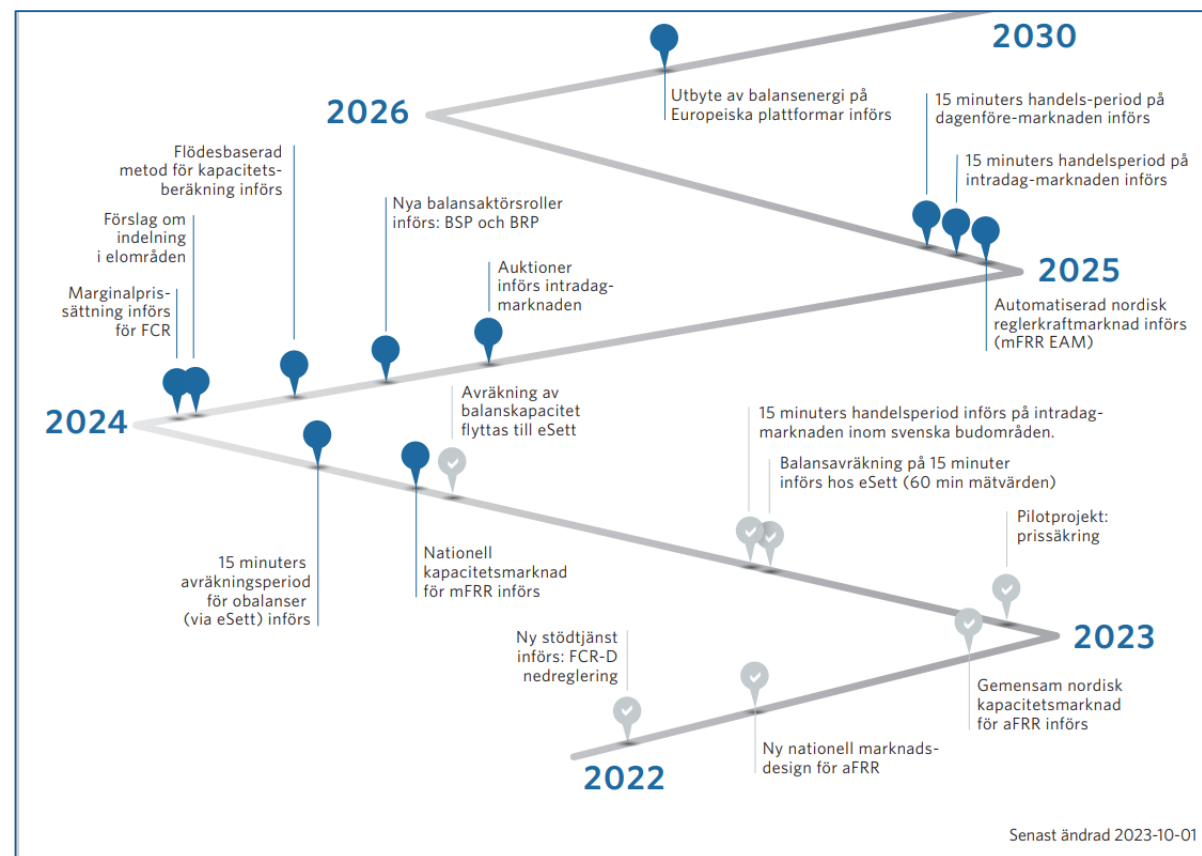 2030
Utbyte av balansenergi på
Europeiska plattformar införs
15 minuters handels-period på
dagenföre-marknaden införs
2026
15 minuters handelsperiod på
intradag-marknaden införs
Flödesbaserad
metod för kapacitets-
beräkning införs
Nya balansaktörsroller
införs: BSP och BRP
Förslag om
indelning
i elområden
Auktioner
införs intradag-
marknaden
2025
Marginalpris-
sättning införs
för FCR
Automatiserad nordisk
reglerkraftmarknad införs
(mFRR EAM)
2024
Avräkning av
balanskapacitet
flyttas till eSett
15 minuters handelsperiod införs på intradag-
marknaden inom svenska budområden.
Balansavräkning på 15 minuter
införs hos eSett (60 min mätvärden)
Pilotprojekt:
prissäkring
15 minuters
avräkningsperiod
för obalanser
(via eSett) införs
Nationell
kapacitetsmarknad
för mFRR införs
2023
Ny stödtjänst
införs: FCR-D
nedreglering
Gemensam nordisk
kapacitetsmarknad
för aFRR införs
Ny nationell marknads-
design för aFRR
2022
Senast ändrad 2023-10-01